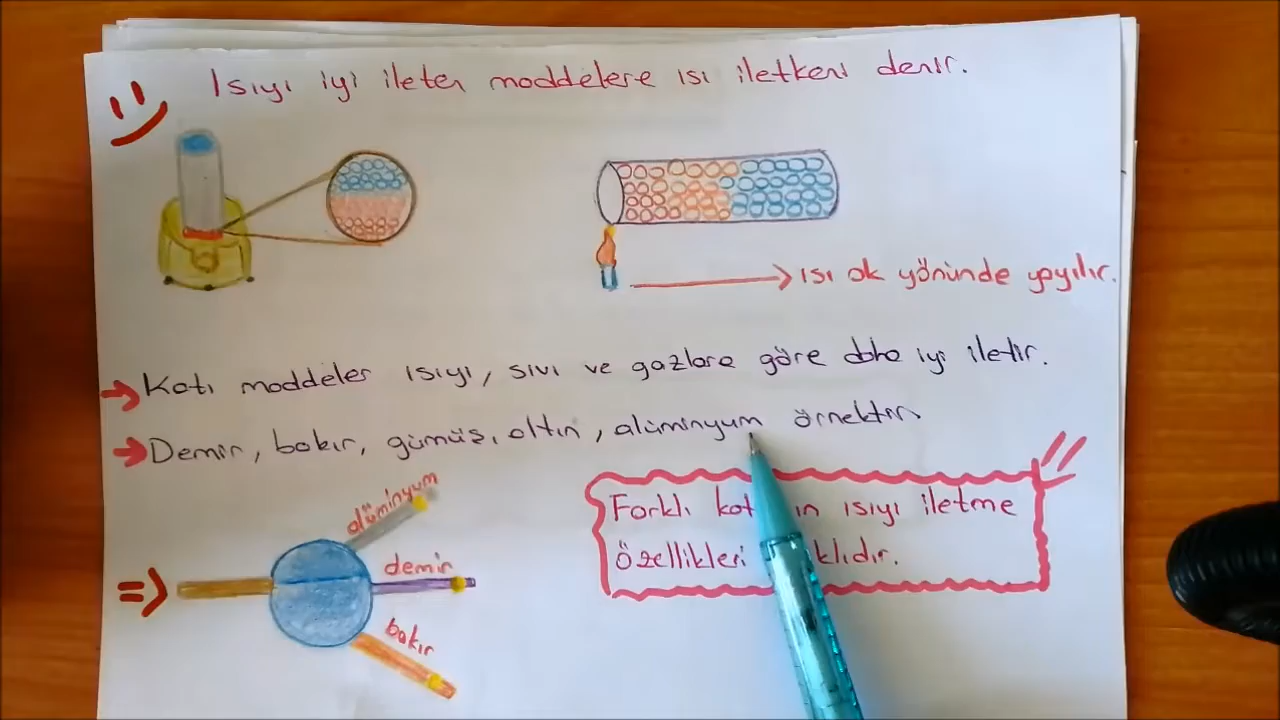 Isıyı iyi ileten maddelere ısı iletkeni denir.
ısı ok yönünde yayılır.
Katı maddeler ısıyı, sıvı ve gazlara göre daha iyi iletir.
Demir, bakır, gümüş, altın, alüminyum örnektir.
alüminyum
demir
bakır
Farklı kat ın ısıyı iletme
özellikleri klıdır.